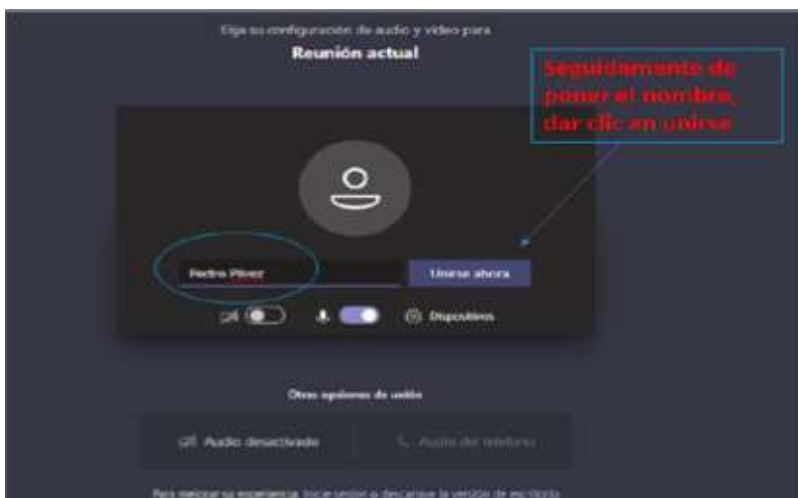 Elija su configuración de audio y video para
Reunión actual
Seguidamente de
poner el nombre,
dar clic en unirse
Pedro Pérez
Unirse ahora
Dispositivos
Otras opciones de unión
Audio desactivado
Audio del teléfono
Para mejorar su experiencia, inicie sesión o descargue la versión de escritorio